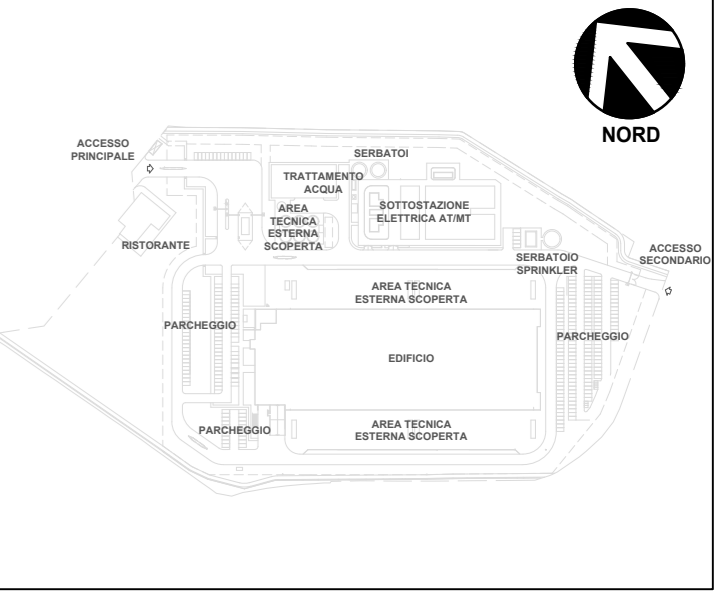 NORD
ACCESSO
PRINCIPALE
SERBATOI
TRATTAMENTO
ACQUA
AREA
TECNICA
ESTERNA
SCOPERTA
SOTTOSTAZIONE
ELETTRICA AT/MT
RISTORANTE
SERBATOIO
SPRINKLER
ACCESSO
SECONDARIO
AREA TECNICA
ESTERNA SCOPERTA
PARCHEGGIO
EDIFICIO
PARCHEGGIO
PARCHEGGIO
AREA TECNICA
ESTERNA SCOPERTA